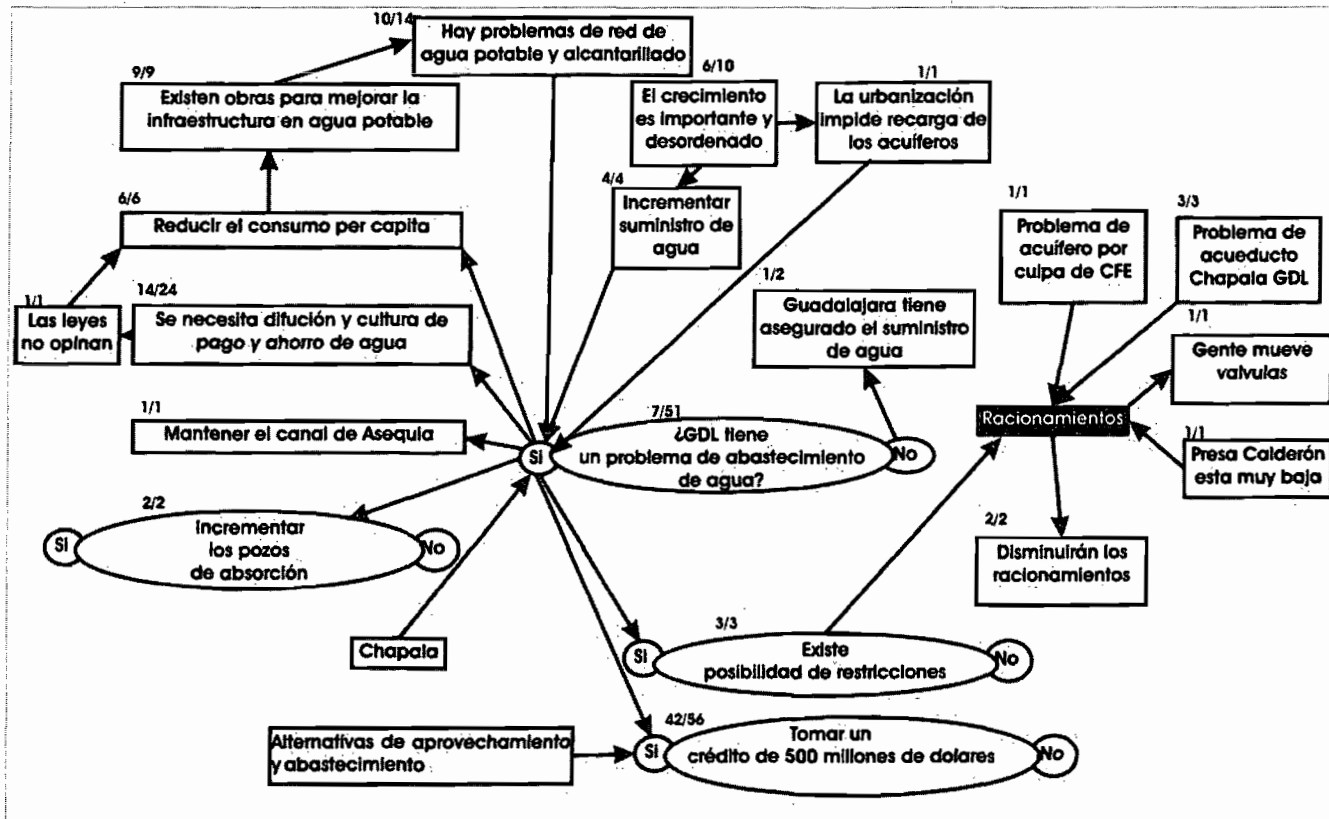 10/14
Hay problemas de red de
agua potable y alcantarillado
9/9
Existen obras para mejorar la
infraestructura en agua potable
6/10
El crecimiento
es importante y
desordenado
1/1
La urbanización
impide recarga de
los acuíferos
6/6
Reducir el consumo per capita
4/4
Incrementar
suministro de
agua
1/1
Problema de
acuífero por
culpa de CFE
3/3
Problema de
acueducto
Chapala GDL
1/1
Las leyes
no opinan
14/24
Se necesita difución y cultura de
pago y ahorro de agua
1/2
Guadalajara tiene
asegurado el suministro
de agua
1/1
Gente mueve
valvulas
1/1
Mantener el canal de Asequia
Si
7/51
¿GDL tiene
un problema de abastecimiento
de agua?
No
Racionamientos
1/1
Presa Calderón
esta muy baja
2/2
Si
Incrementar
los pozos
de absorción
No
2/2
Disminuirán los
racionamientos
Chapala
3/3
Si
Existe
posibilidad de restricciones
No
Alternativas de aprovechamiento
y abastecimiento
42/56
Si
Tomar un
crédito de 500 millones de dolares
No